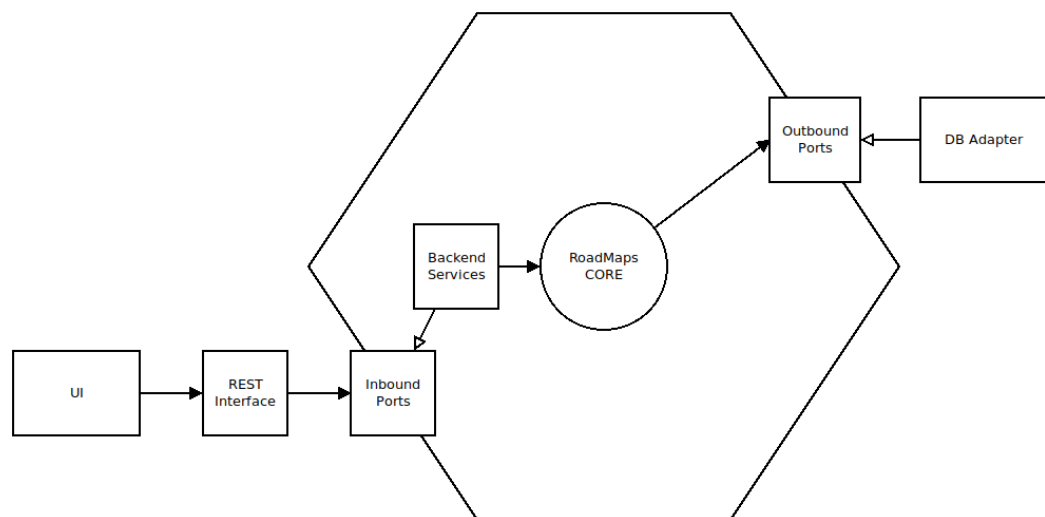 Outbound
Ports
DB Adapter
Backend
Services
RoadMaps
CORE
UI
REST
Interface
Inbound
Ports